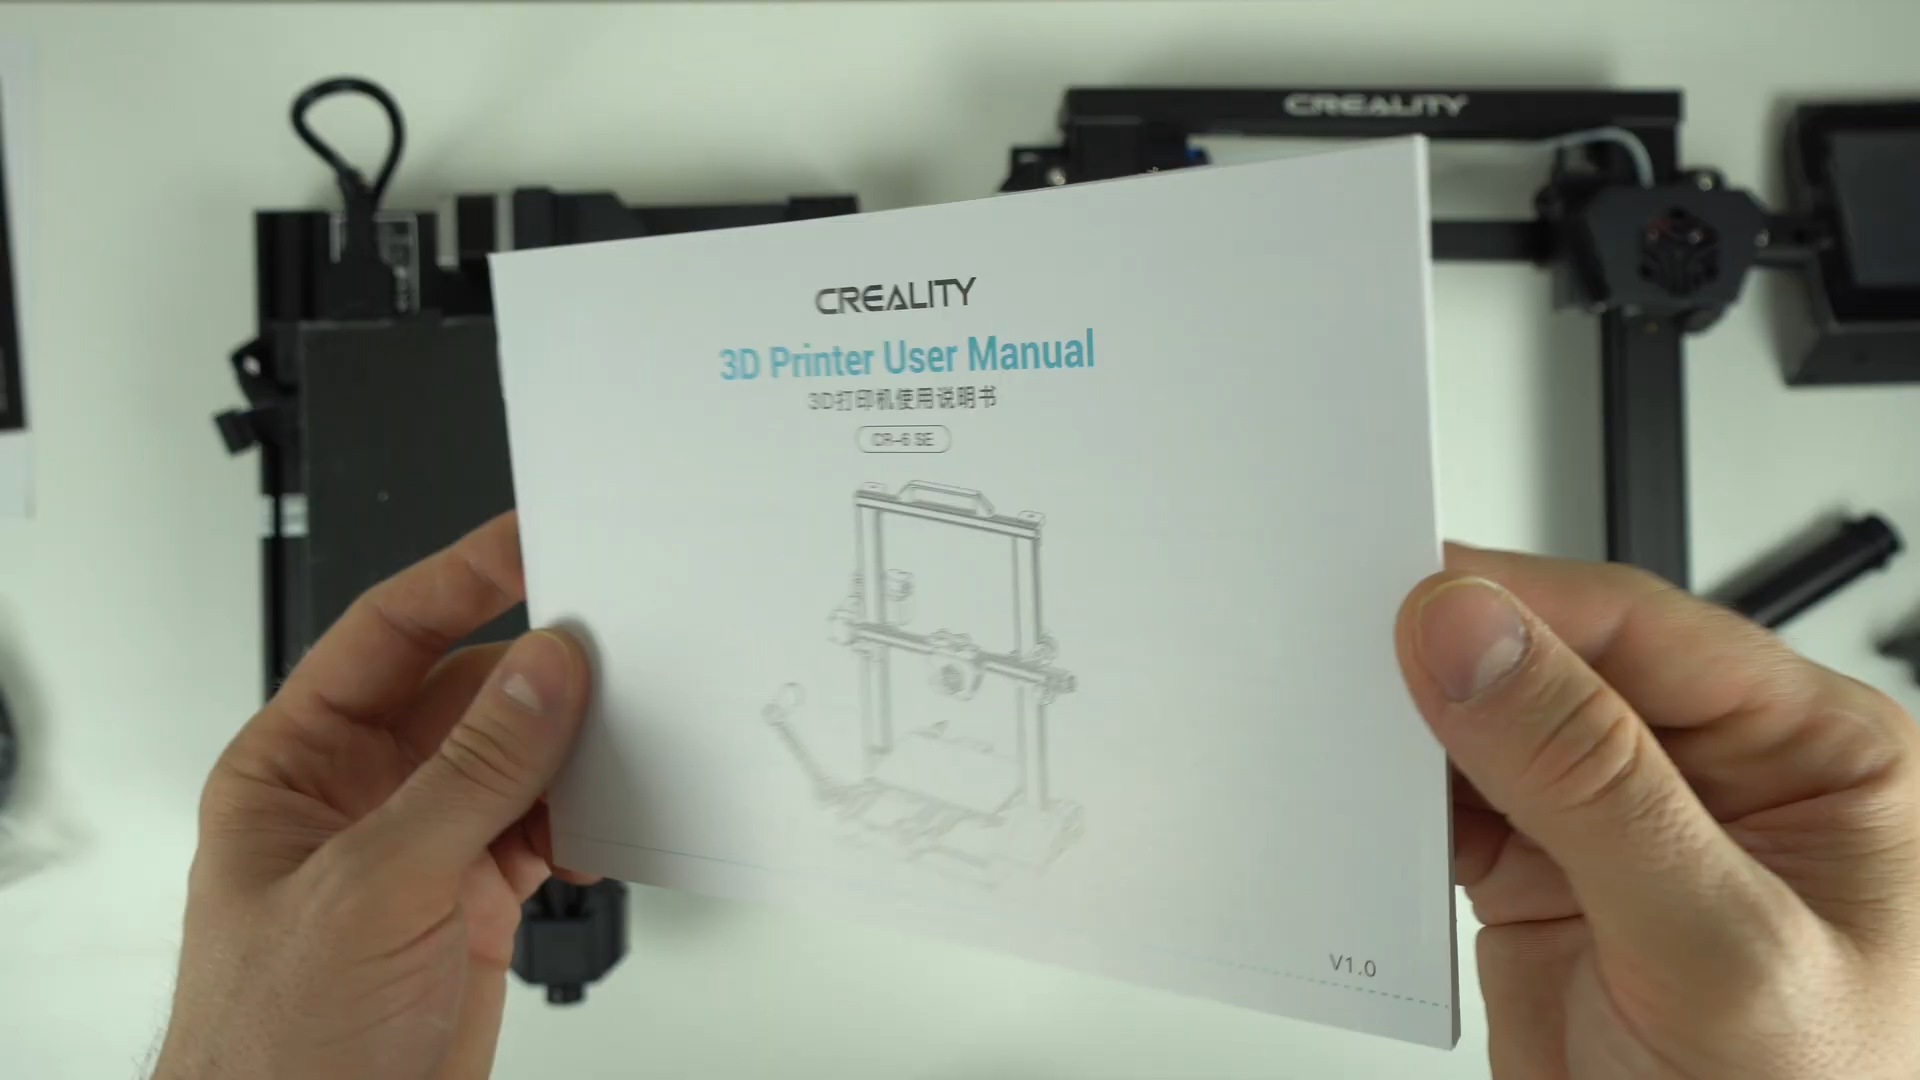 CREALITY
CREALITY
3D Printer User Manual
3D打印机使用说明书
CR-6 SE
V1.0